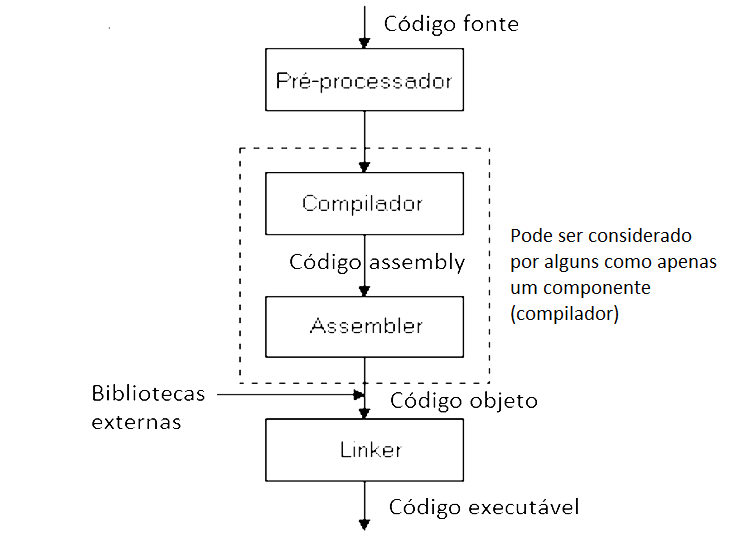 Código fonte
Pré-processador
Compilador
Código assembly
Pode ser considerado
por alguns como apenas
um componente
(compilador)
Assembler
Bibliotecas
externas
Código objeto
Linker
Código executável